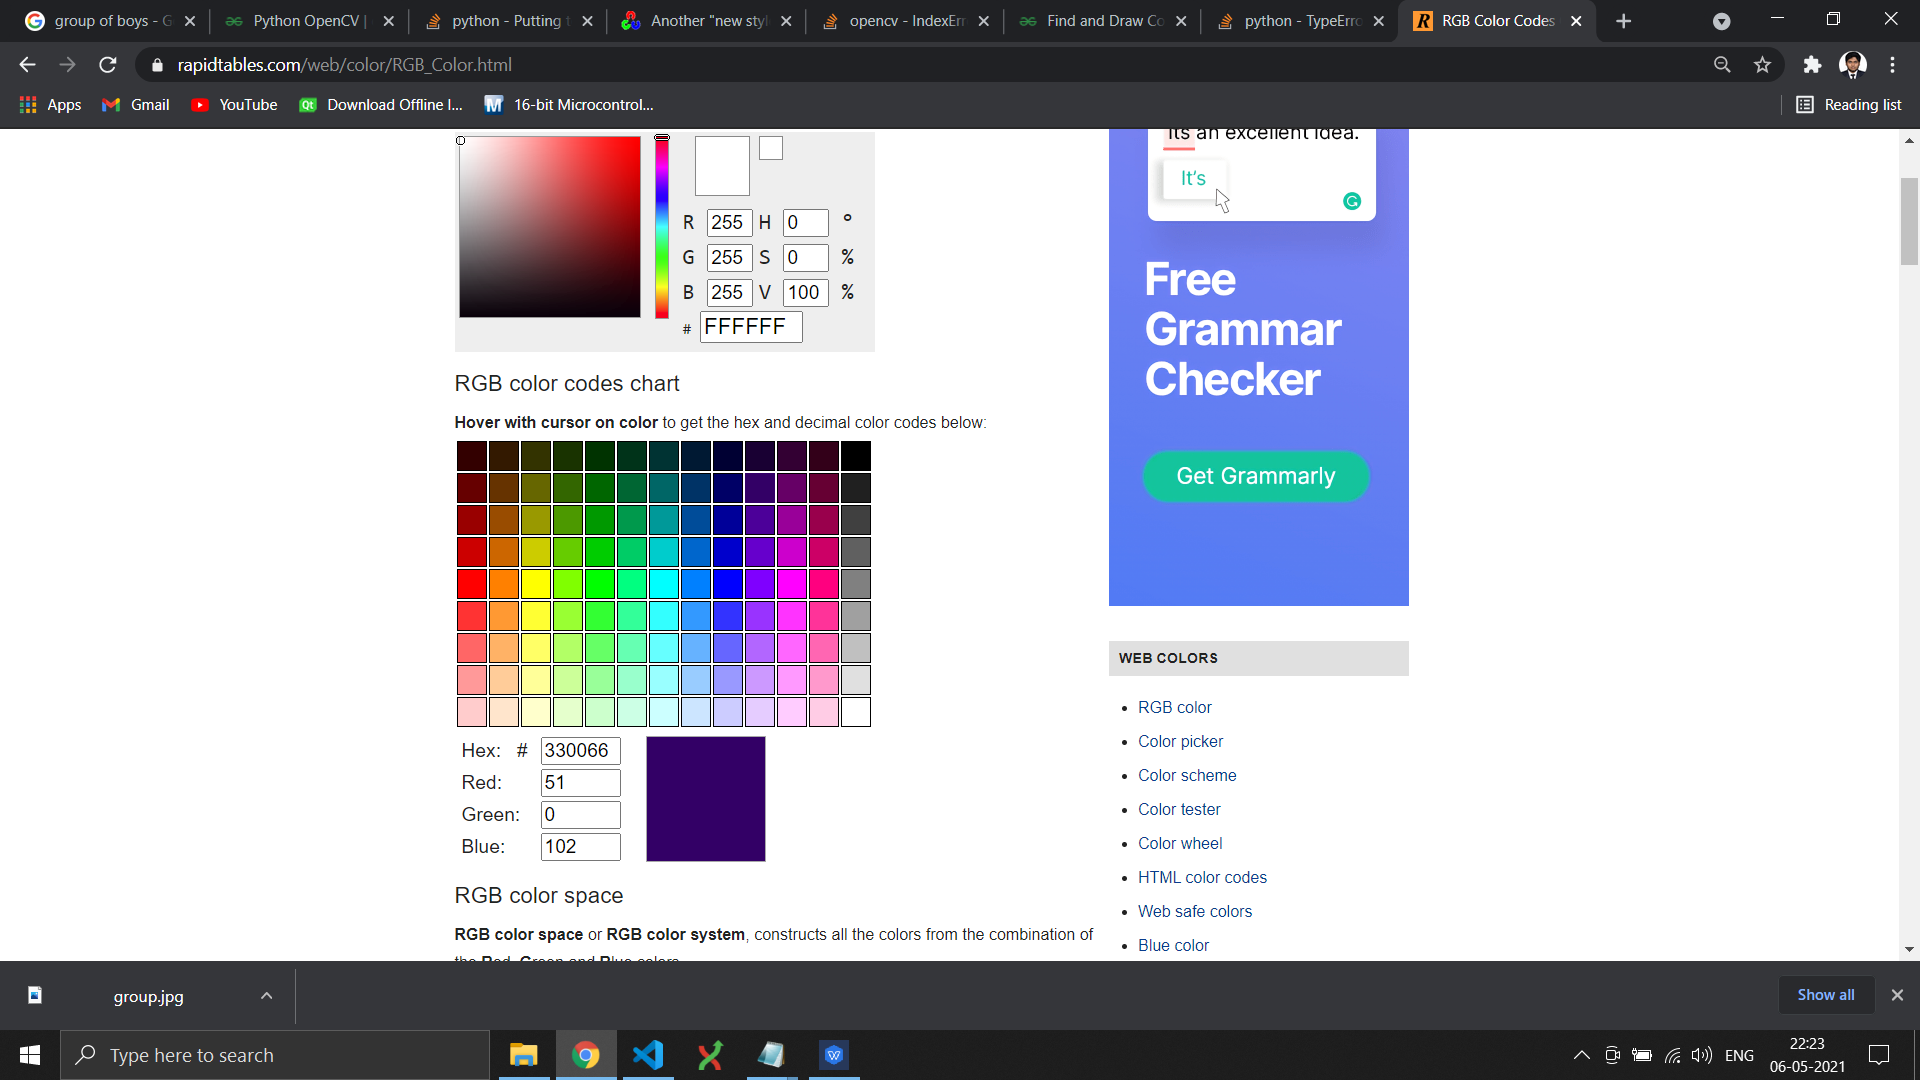 group of boys - G
Python OpenCV |
python - Putting t
Another "new styl
opencv - IndexErr
Find and Draw Co
python - TypeErro
RGB Color Codes
rapidtables.com/web/color/RGB_Color.html
Apps
Gmail
YouTube
Download Offline I...
16-bit Microcontrol...
Reading list
R 255 H 0 °
G 255 S 0 %
B 255 V 100 %
# FFFFFF
RGB color codes chart
Hover with cursor on color to get the hex and decimal color codes below:
Hex: # 330066
Red: 51
Green: 0
Blue: 102
RGB color space
RGB color space or RGB color system, constructs all the colors from the combination of
the Red, Green and Blue colors.
Its an excellent idea.
It's
Free
Grammar
Checker
Get Grammarly
WEB COLORS
RGB color
Color picker
Color scheme
Color tester
Color wheel
HTML color codes
Web safe colors
Blue color
group.jpg
Show all
Type here to search
ENG
22:23
06-05-2021